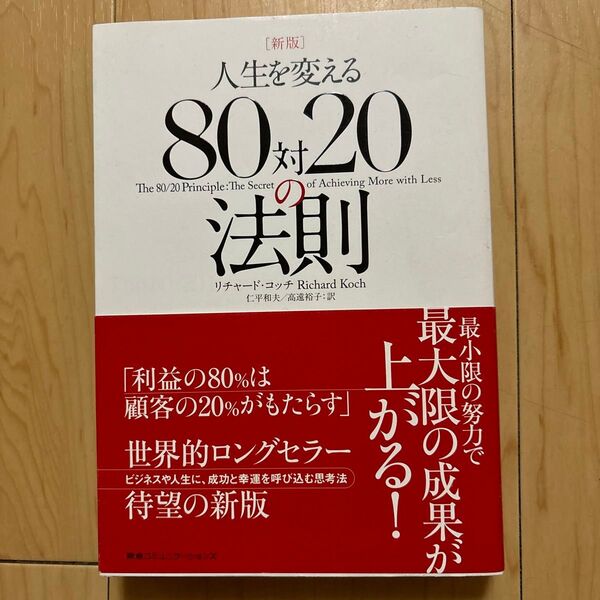 ［新版］
人生を変える
80対20
The 80/20 Principle:The Secret of Achieving More with Less
の
法則
リチャード・コッチ Richard Koch
仁平和夫／高遠裕子:訳
最小限の努力で
最大限の成果が
上がる！
「利益の80%は
顧客の20%がもたらす」
世界的ロングセラー
ビジネスや人生に、成功と幸運を呼び込む思考法
待望の新版